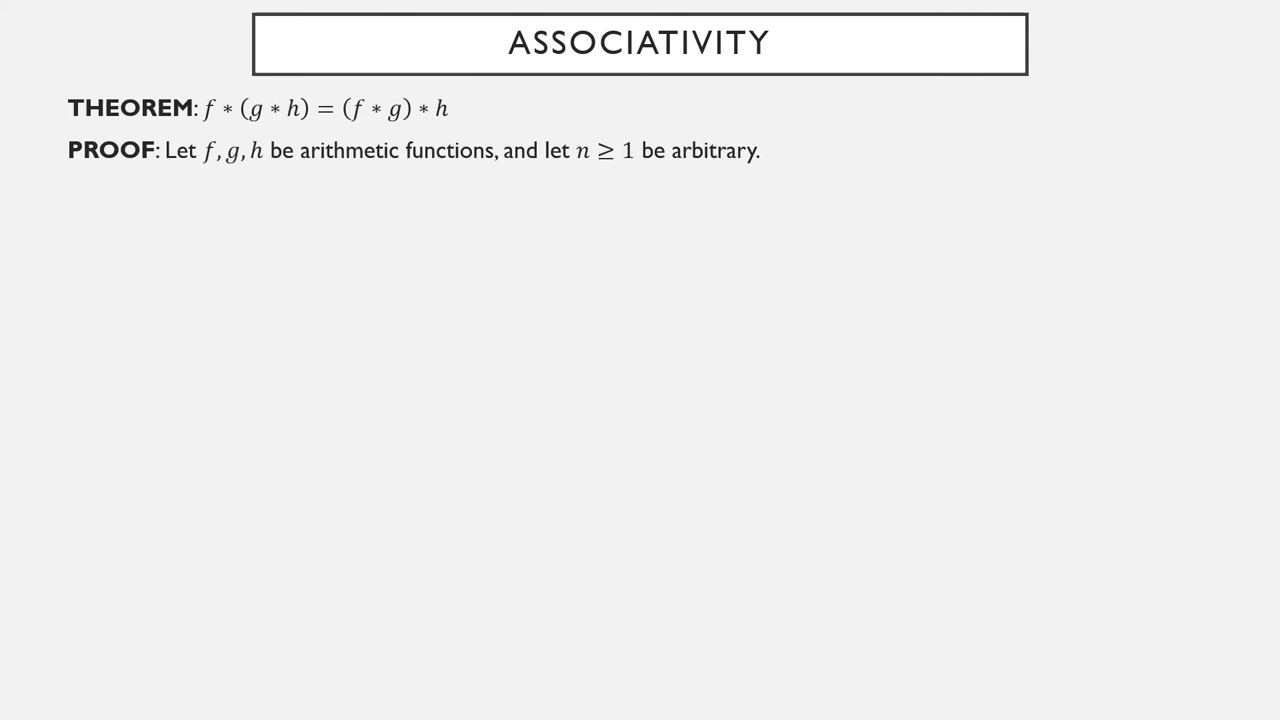 ASSOCIATIVITY
THEOREM: 𝑓 ∗ (𝑔 ∗ ℎ) = (𝑓 ∗ 𝑔) ∗ ℎ
PROOF: Let 𝑓, 𝑔, ℎ be arithmetic functions, and let 𝑛 ≥ 1 be arbitrary.